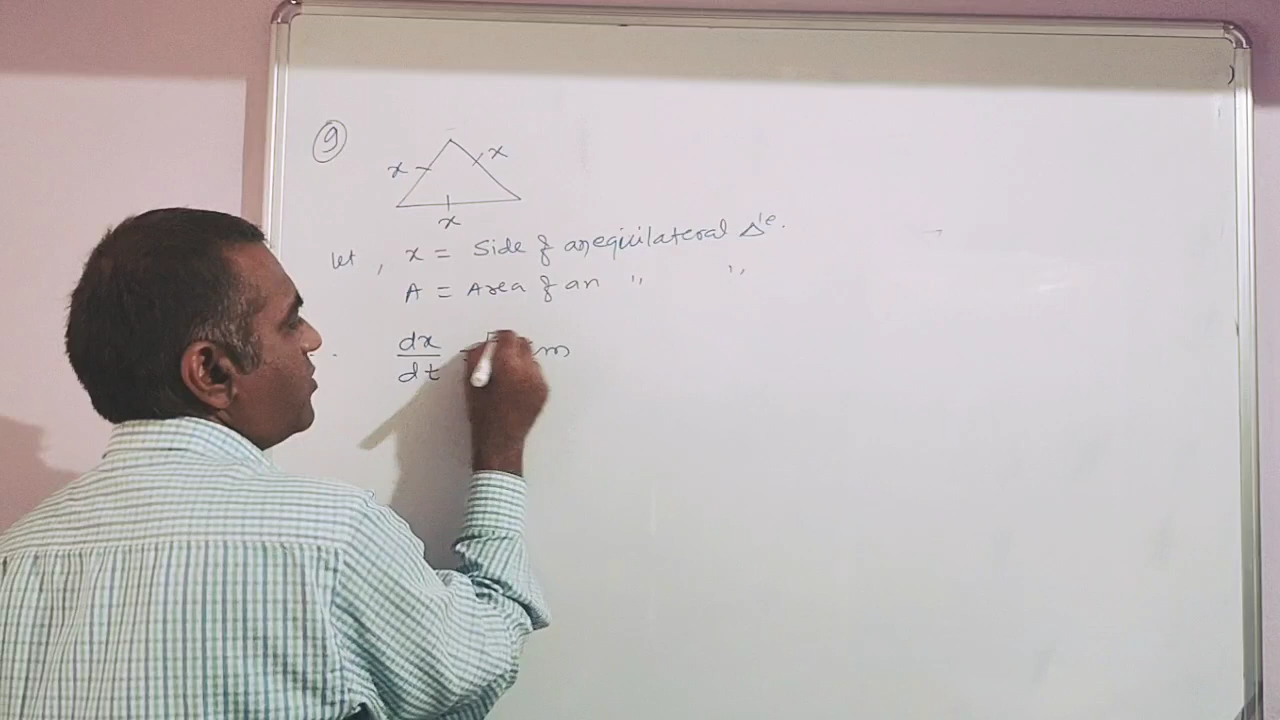 9
x x
x
let, x = side of an equilateral Δ'le.
A = Area of an " "
dx
dt